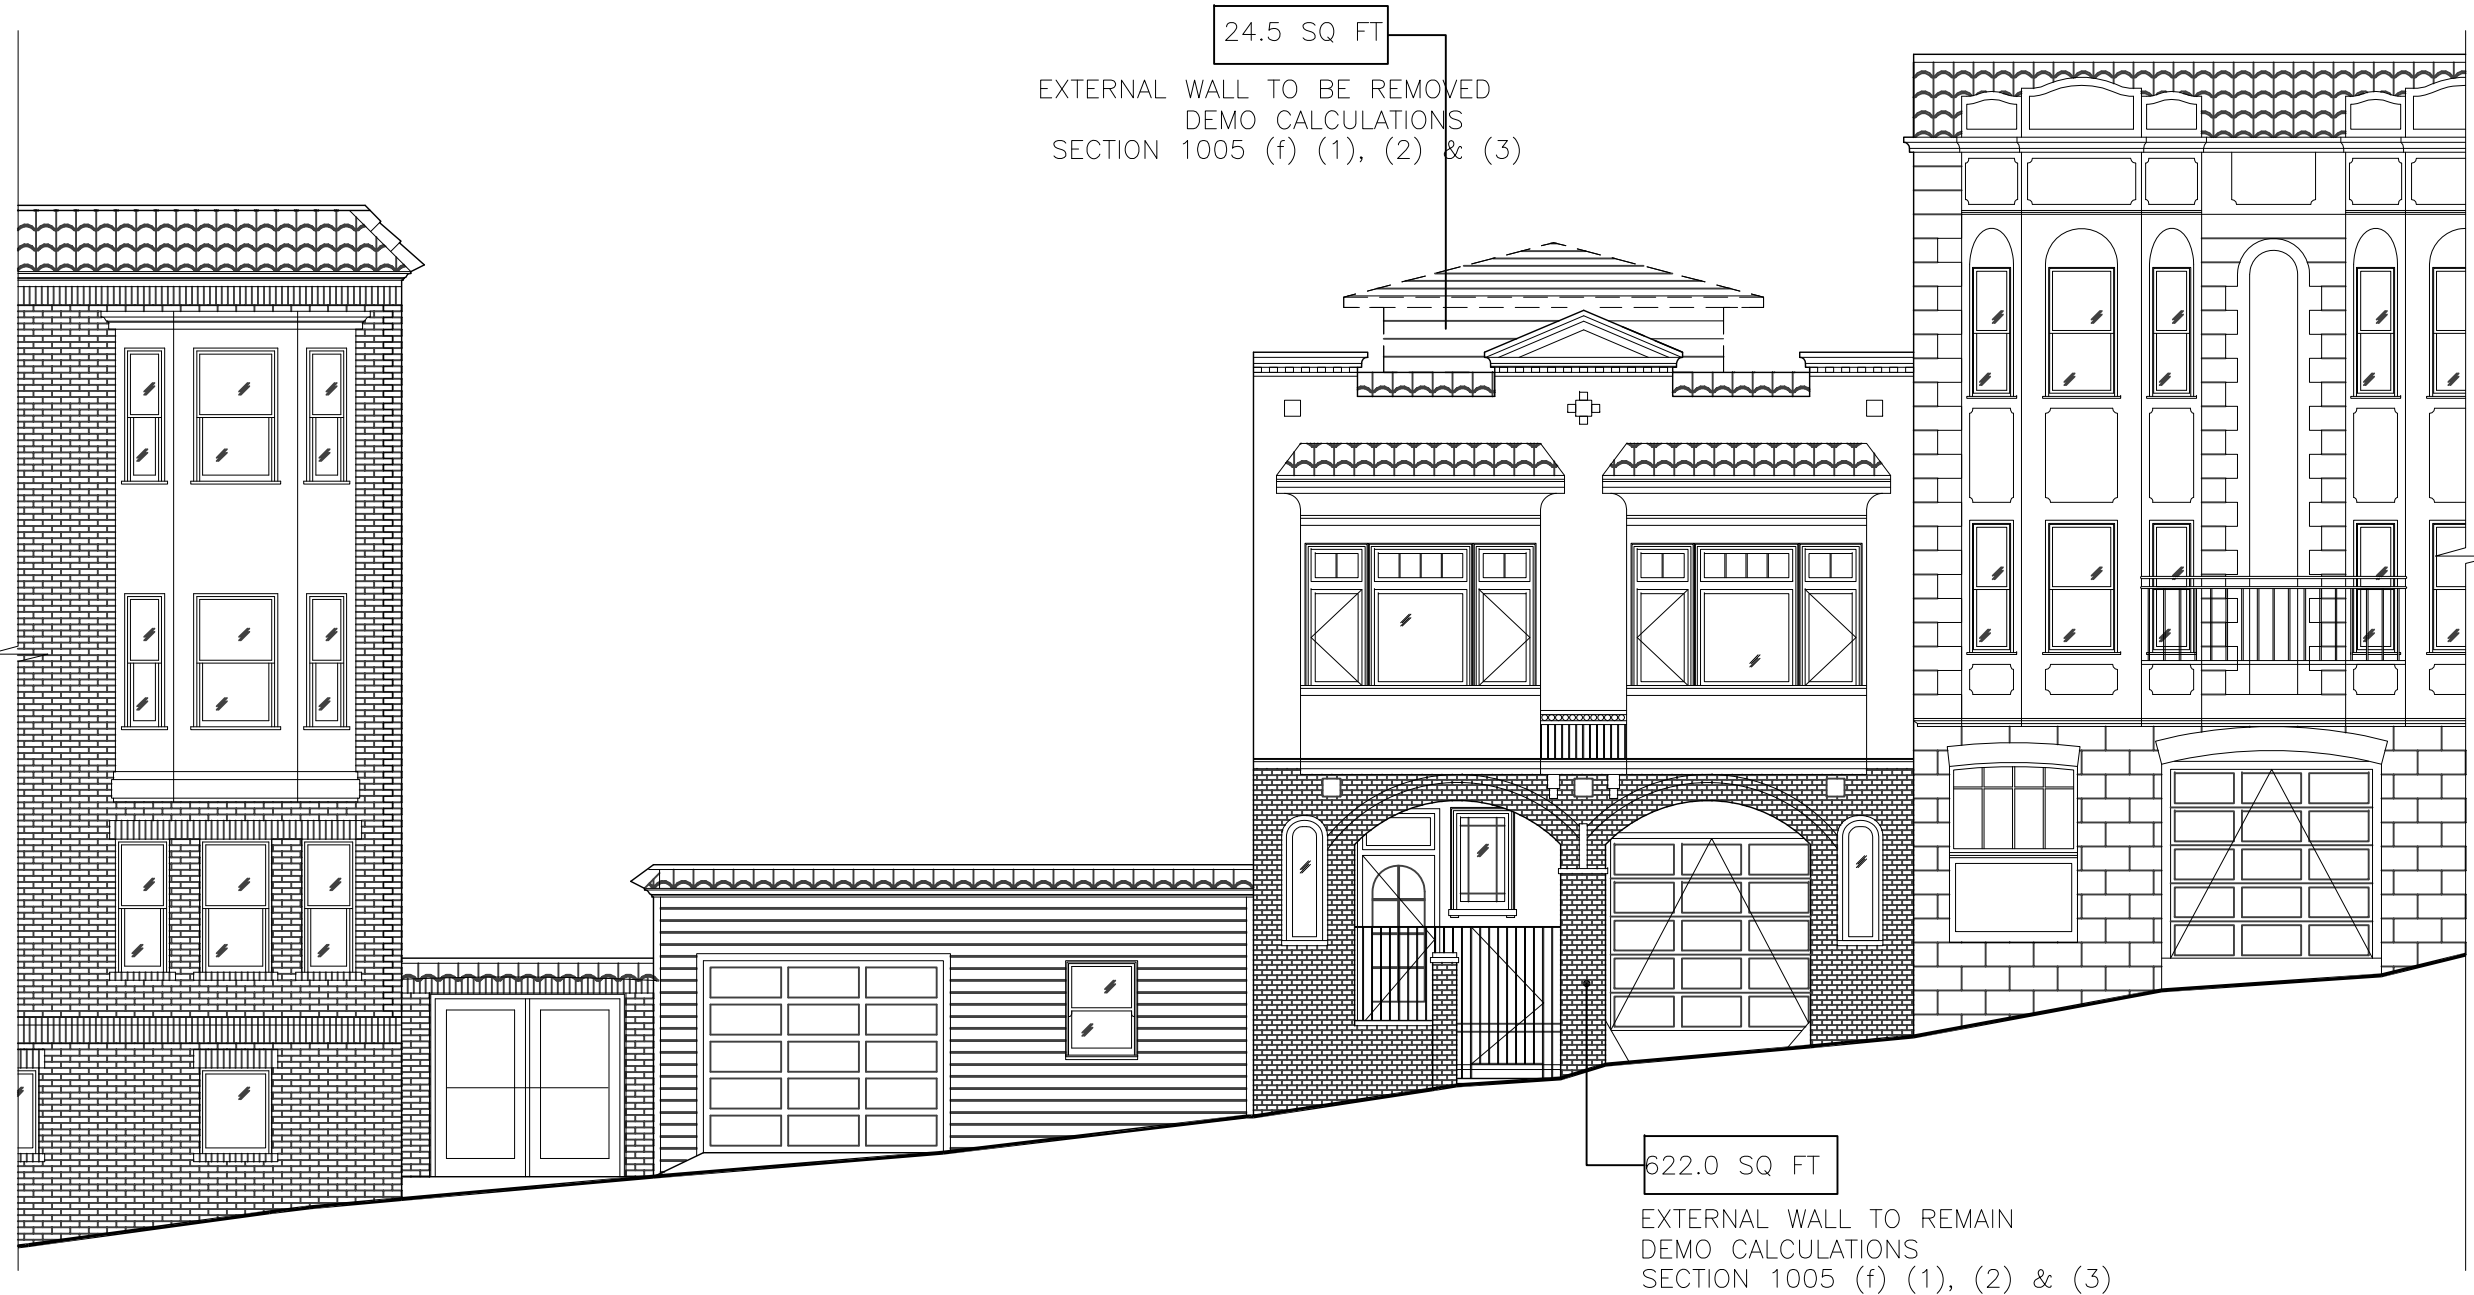 24.5 SQ FT
EXTERNAL WALL TO BE REMOVED
DEMO CALCULATIONS
SECTION 1005 (f) (1), (2) & (3)
622.0 SQ FT
EXTERNAL WALL TO REMAIN
DEMO CALCULATIONS
SECTION 1005 (f) (1), (2) & (3)